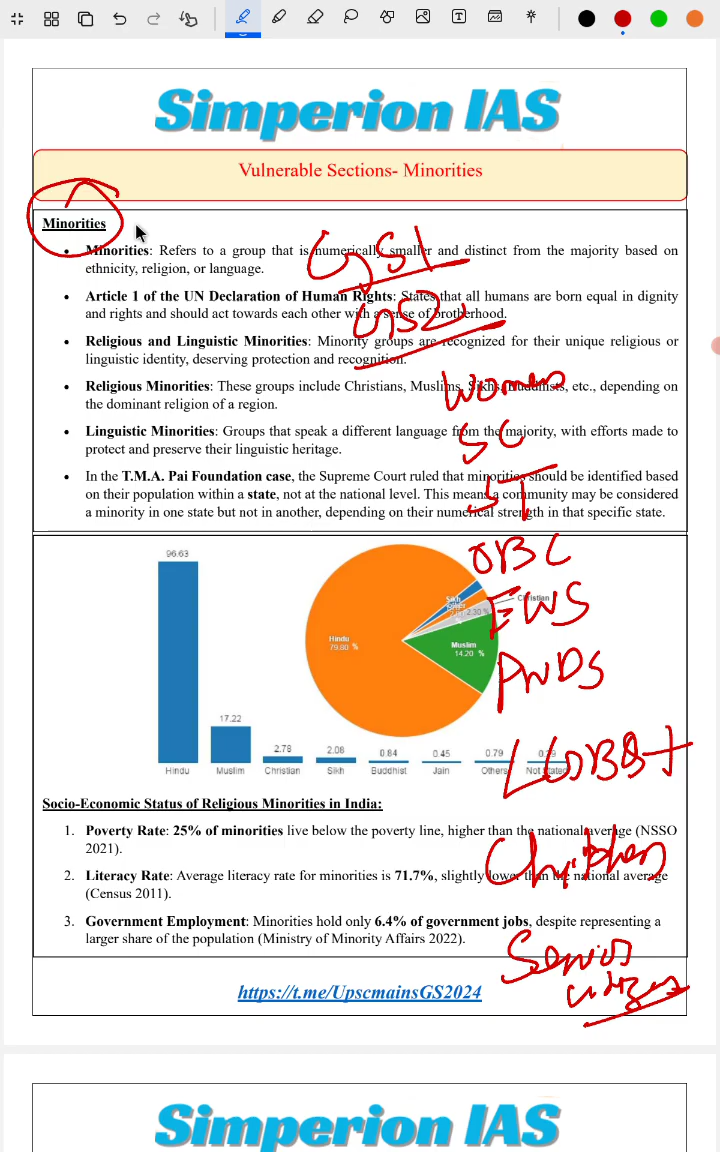 Simperion IAS
Vulnerable Sections- Minorities
Minorities
GS1
• Minorities: Refers to a group that is numerically smaller and distinct from the majority based on
ethnicity, religion, or language.
• Article 1 of the UN Declaration of Human Rights: States that all humans are born equal in dignity
and rights and should act towards each other with a sense of brotherhood.
GS2
• Religious and Linguistic Minorities: Minority groups are recognized for their unique religious or
linguistic identity, deserving protection and recognition.
• Religious Minorities: These groups include Christians, Muslims, Sikhs, Buddhists, etc., depending on
the dominant religion of a region.
Women
• Linguistic Minorities: Groups that speak a different language from the majority, with efforts made to
protect and preserve their linguistic heritage.
SC
• In the T.M.A. Pai Foundation case, the Supreme Court ruled that minorities should be identified based
on their population within a state, not at the national level. This means a community may be considered
a minority in one state but not in another, depending on their numerical strength in that specific state.
ST
OBC
EWS
PWDS
LGBTQ+
96.63
17.22
2.78
2.08
0.84
0.45
0.79
Hindu
79.80 %
Muslim
14.20 %
Sikh
Christian
2.30 %
Hindu Muslim Christian Sikh Buddhist Jain Others Not Stated
Socio-Economic Status of Religious Minorities in India:
1. Poverty Rate: 25% of minorities live below the poverty line, higher than the national average (NSSO
2021).
2. Literacy Rate: Average literacy rate for minorities is 71.7%, slightly lower than the national average
(Census 2011).
Children
3. Government Employment: Minorities hold only 6.4% of government jobs, despite representing a
larger share of the population (Ministry of Minority Affairs 2022).
Senior
citizens
https://t.me/UpscmainsGS2024
Simperion IAS